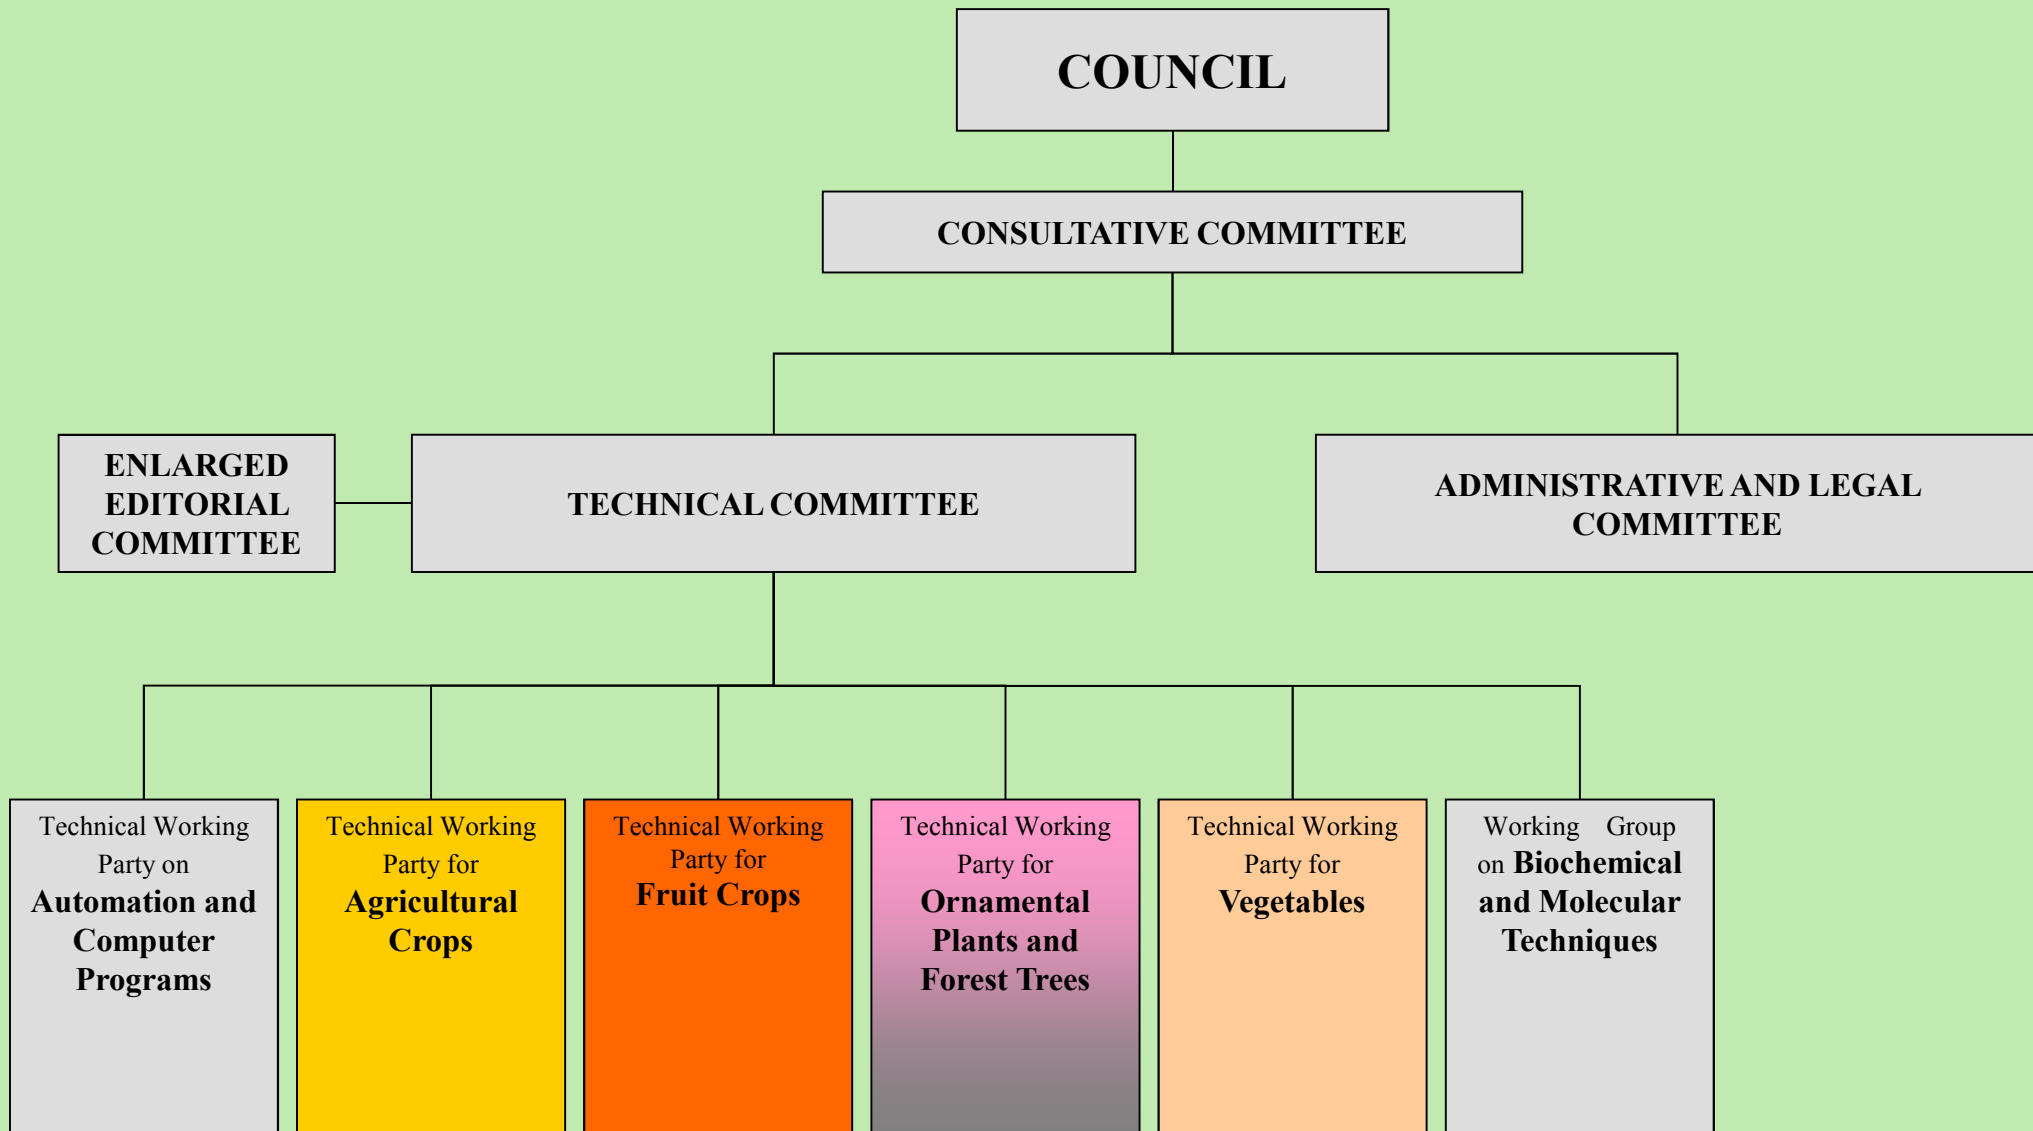 COUNCIL
CONSULTATIVE COMMITTEE
ENLARGED
EDITORIAL
COMMITTEE
TECHNICAL COMMITTEE
ADMINISTRATIVE AND LEGAL
COMMITTEE
Technical Working
Party on
Automation and
Computer
Programs
Technical Working
Party for
Agricultural
Crops
Technical Working
Party for
Fruit Crops
Technical Working
Party for
Ornamental
Plants and
Forest Trees
Technical Working
Party for
Vegetables
Working Group
on Biochemical
and Molecular
Techniques